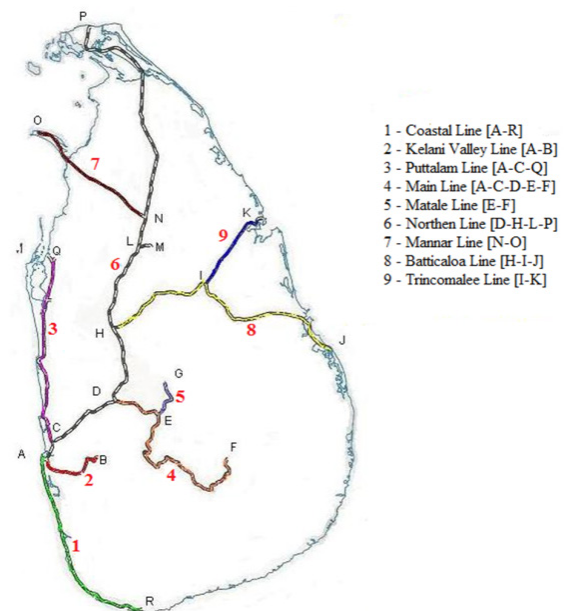 P
O
7
N
K
L
M
9
.1
Q
6
I
3
H
8
J
G
D
5
E
C
F
A
B
2
4
1
R
1 - Coastal Line [A-R]
2 - Kelani Valley Line [A-B]
3 - Puttalam Line [A-C-Q]
4 - Main Line [A-C-D-E-F]
5 - Matale Line [E-F]
6 - Northen Line [D-H-L-P]
7 - Mannar Line [N-O]
8 - Batticaloa Line [H-I-J]
9 - Trincomalee Line [I-K]